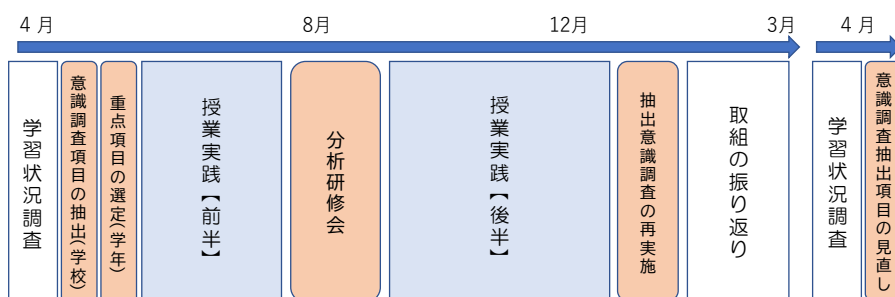 4月
8月
12月
3月
4月
学習状況調査
意識調査項目の抽出(学校)
重点項目の選定(学年)
授業実践【前半】
分析研修会
授業実践【後半】
抽出意識調査の再実施
取組の振り返り
学習状況調査
意識調査抽出項目の見直し